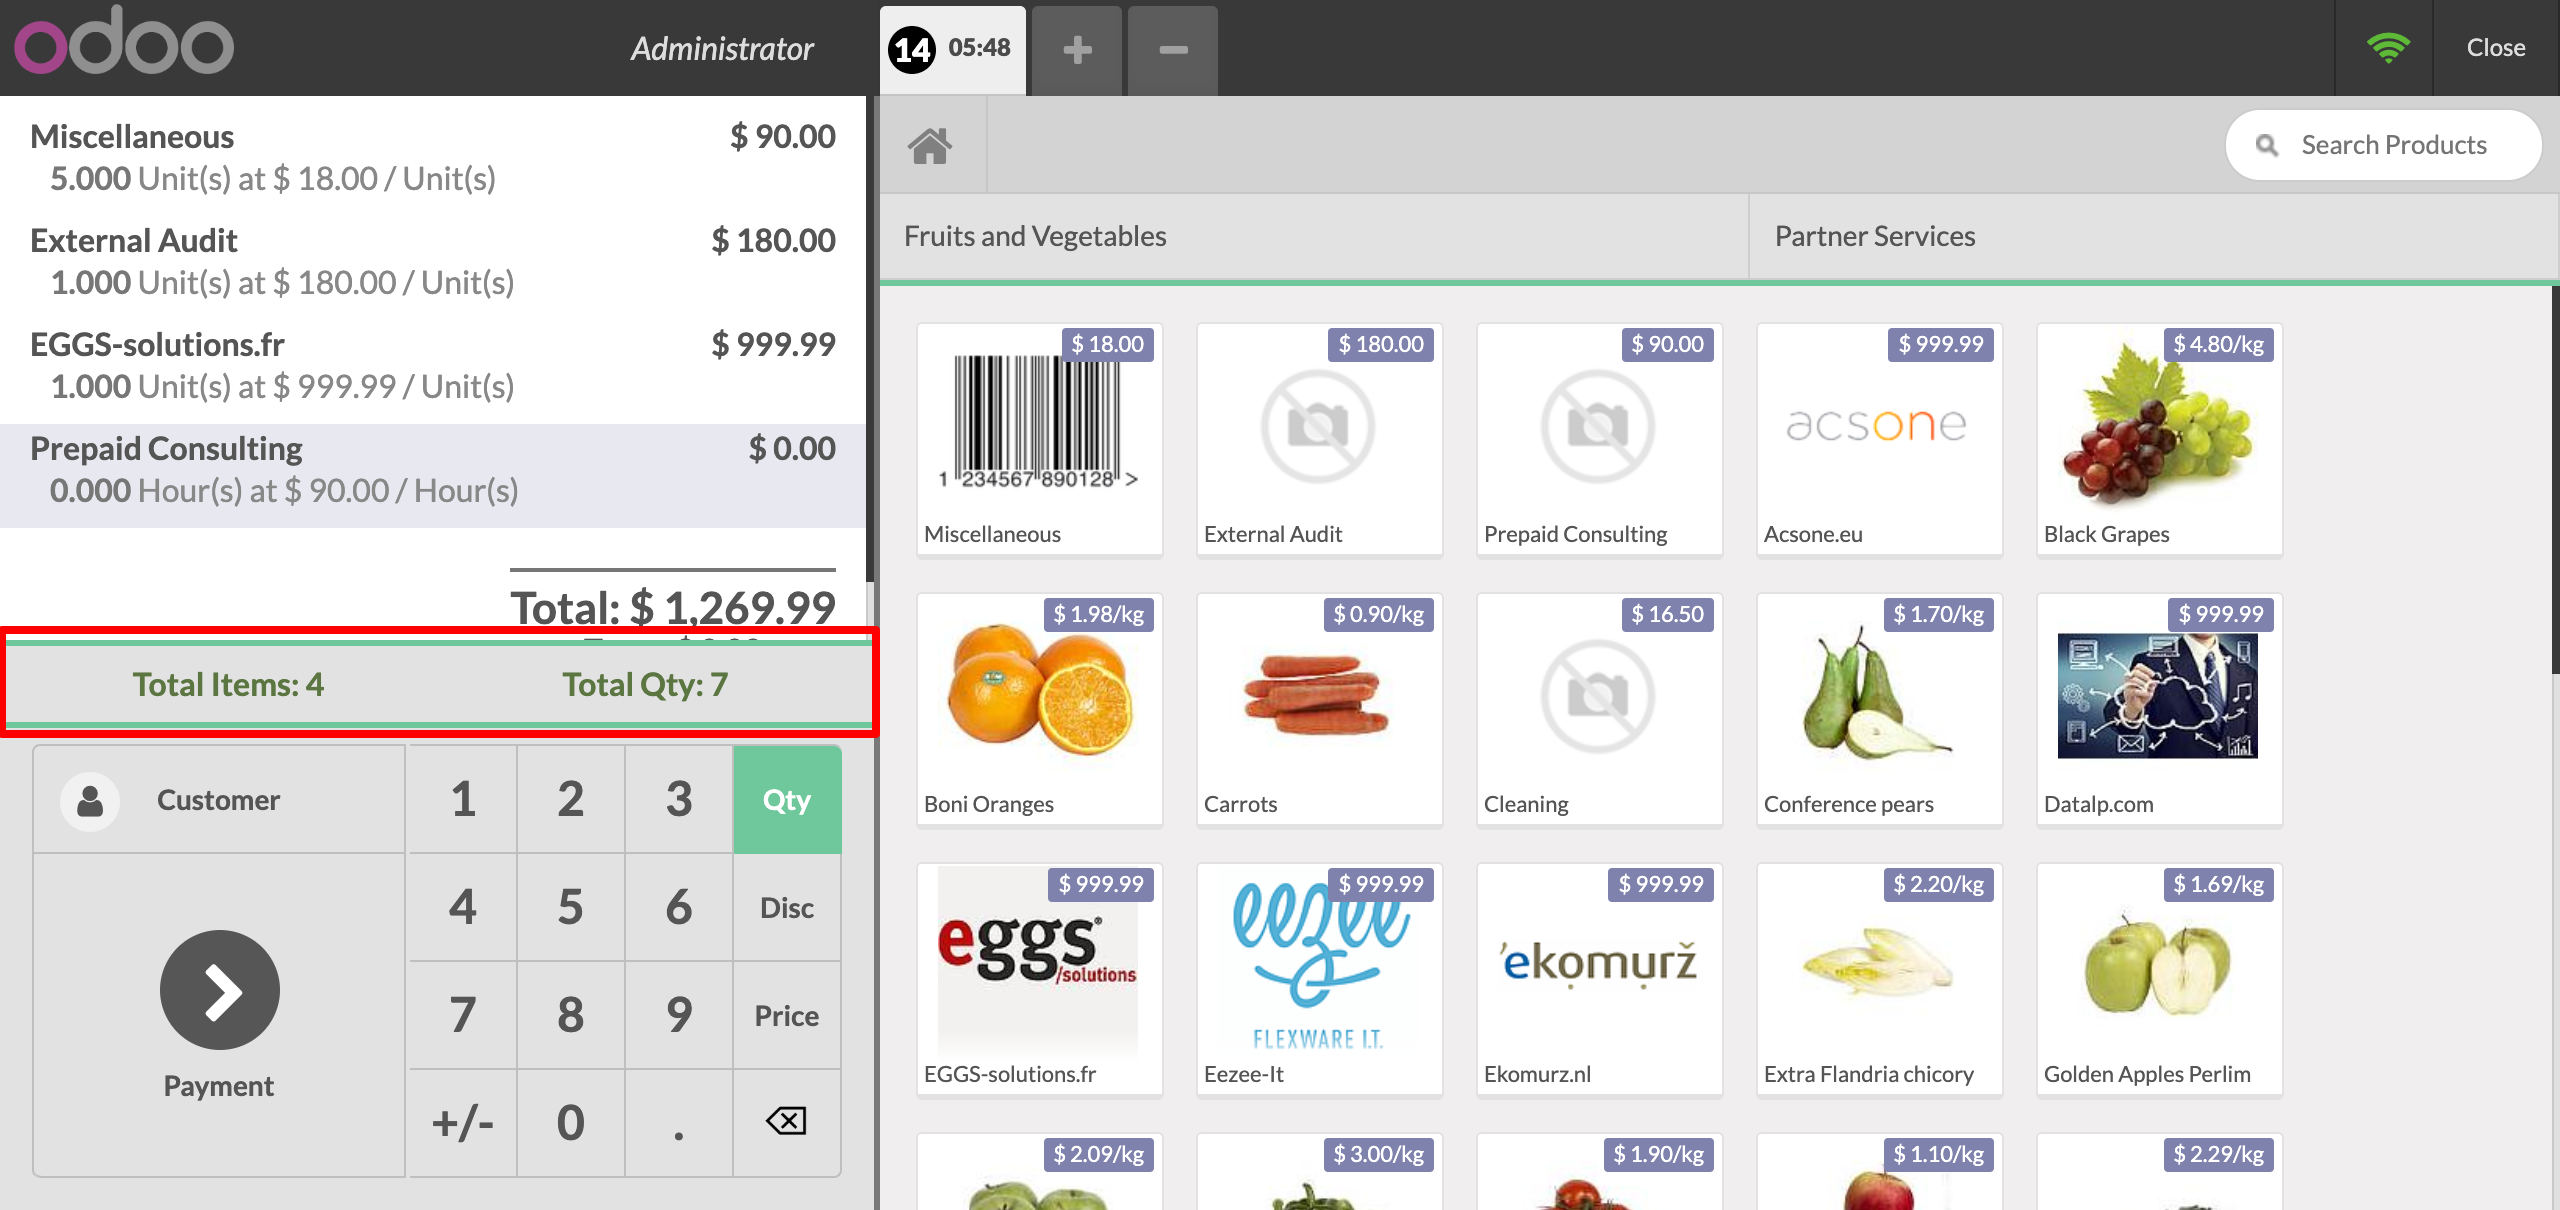 odoo
Administrator
14 05:48
+
−
Close
Miscellaneous $ 90.00
5.000 Unit(s) at $ 18.00 / Unit(s)
External Audit $ 180.00
1.000 Unit(s) at $ 180.00 / Unit(s)
EGGS-solutions.fr $ 999.99
1.000 Unit(s) at $ 999.99 / Unit(s)
Prepaid Consulting $ 0.00
0.000 Hour(s) at $ 90.00 / Hour(s)
Total: $ 1,269.99
Total Items: 4 Total Qty: 7
Customer
Payment
1 2 3 Qty
4 5 6 Disc
7 8 9 Price
+/- 0 .
Search Products
Fruits and Vegetables Partner Services
$ 18.00
1 234567 890128 >
Miscellaneous
$ 180.00
External Audit
$ 90.00
Prepaid Consulting
$ 999.99
acsone
Acsone.eu
$ 4.80/kg
Black Grapes
$ 1.98/kg
Boni Oranges
$ 0.90/kg
Carrots
$ 16.50
Cleaning
$ 1.70/kg
Conference pears
$ 999.99
Datalp.com
$ 999.99
eggs®
/solutions
EGGS-solutions.fr
$ 999.99
eezee
FLEXWARE I.T.
Eezee-It
$ 999.99
'ekomurž
Ekomurz.nl
$ 2.20/kg
Extra Flandria chicory
$ 1.69/kg
Golden Apples Perlim
$ 2.09/kg
$ 3.00/kg
$ 1.90/kg
$ 1.10/kg
$ 2.29/kg